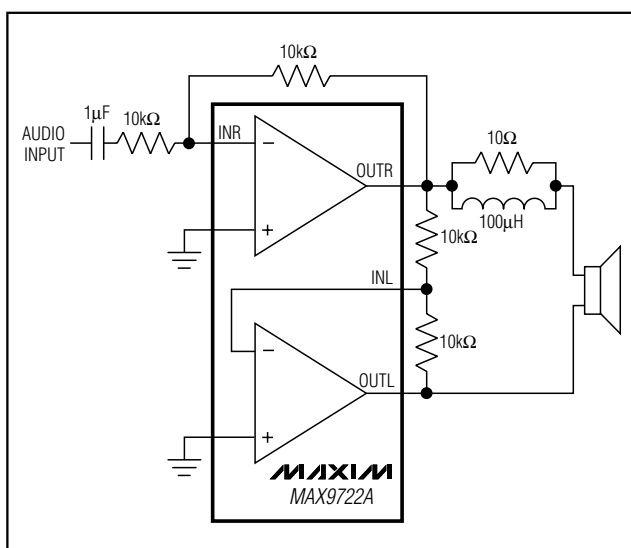 10kΩ
1μF
10kΩ
AUDIO
INPUT
INR
−
+
OUTR
10Ω
100μH
10kΩ
INL
10kΩ
−
+
OUTL
MAXIM
MAX9722A